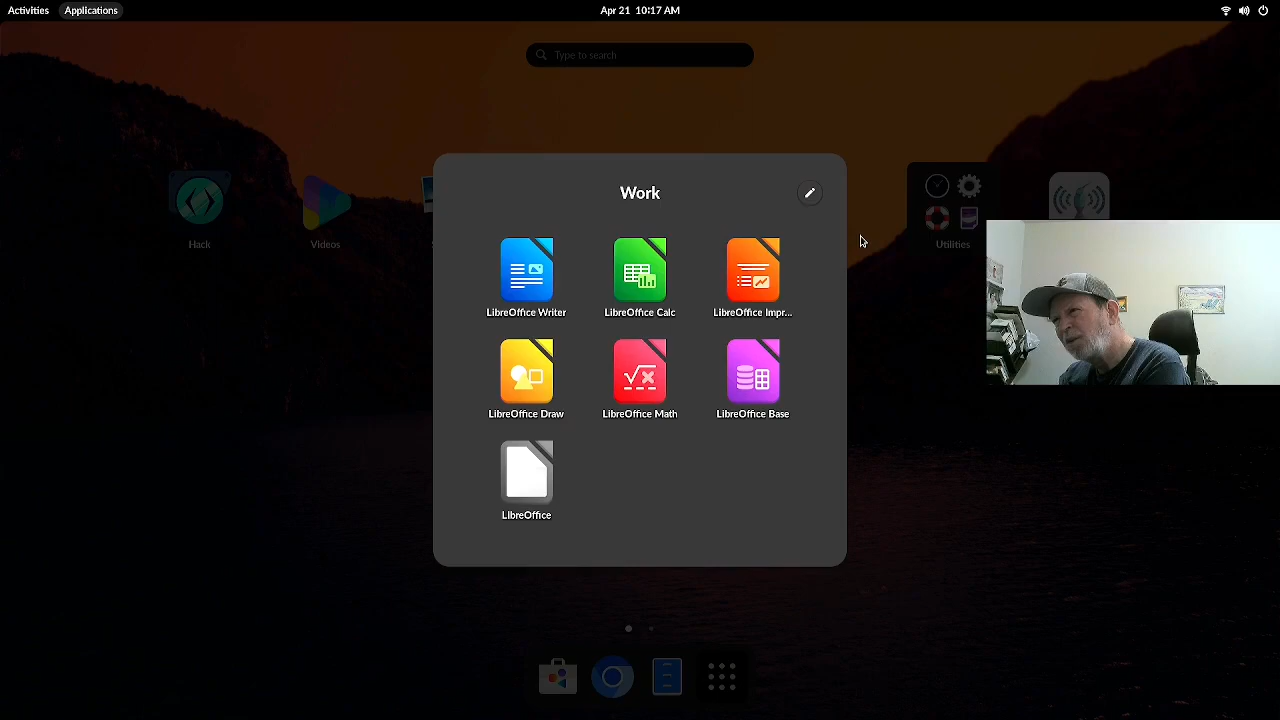 Activities Applications Apr 21 10:17 AM
Type to search
Work
Hack Videos Utilities
LibreOffice Writer LibreOffice Calc LibreOffice Impr...
LibreOffice Draw LibreOffice Math LibreOffice Base
LibreOffice